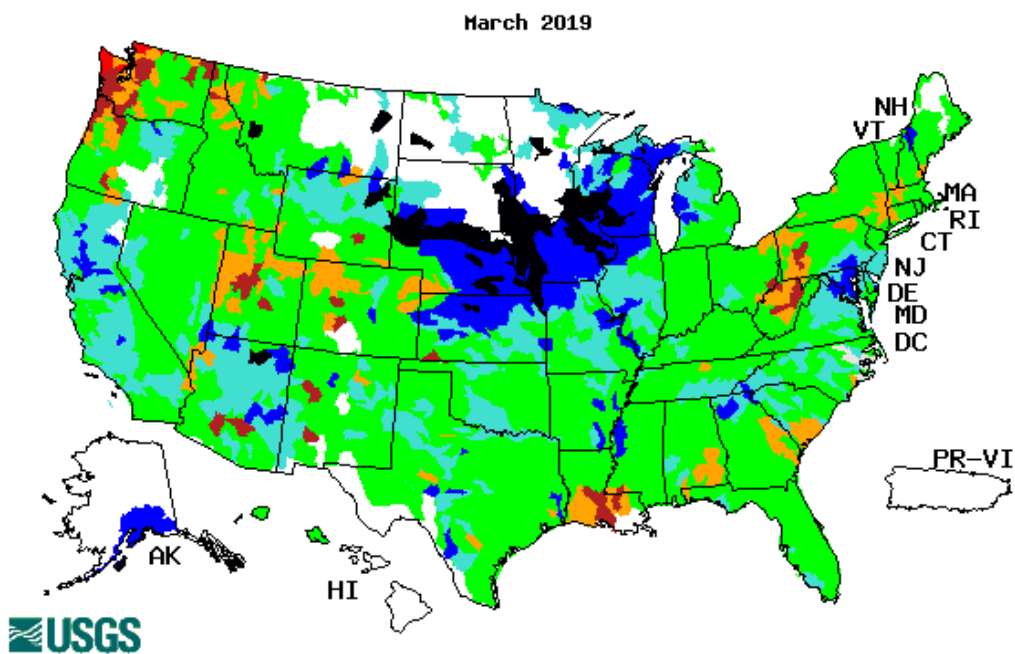 March 2019
NH
VT
MA
RI
CT
NJ
DE
MD
DC
PR-VI
AK
HI
USGS